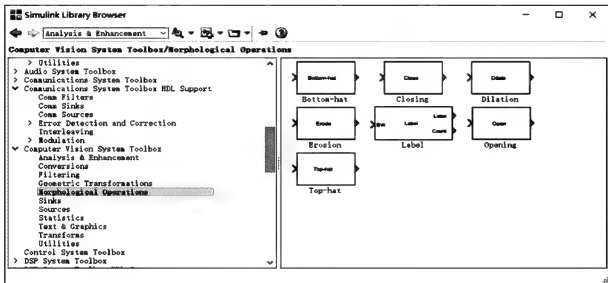 Simulink Library Browser
Analysis & Enhancement
Computer Vision System Toolbox/Morphological Operations
> Utilities
> Audio System Toolbox
> Communications System Toolbox
Communications System Toolbox HDL Support
Comm Filters
Comm Sinks
Comm Sources
> Error Detection and Correction
Interleaving
> Modulation
Computer Vision System Toolbox
Analysis & Enhancement
Conversions
Filtering
Geometric Transformations
Morphological Operations
Sinks
Sources
Statistics
Text & Graphics
Transforms
Utilities
Control System Toolbox
> DSP System Toolbox
Bottom-hat
Bottom-hat
Close
Closing
Dilate
Dilation
Erode
Erosion
BW Label Label Count
Label
Open
Opening
Top-hat
Top-hat